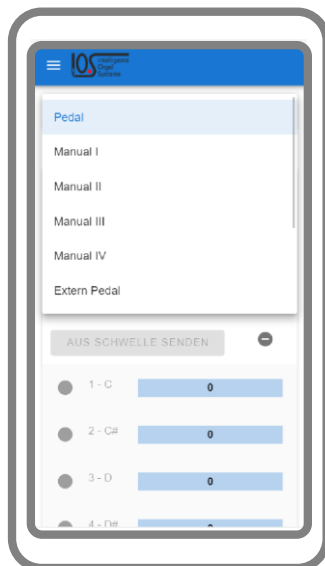 IOS Intelligente
Orgel
Systeme
Pedal
Manual I
Manual II
Manual III
Manual IV
Extern Pedal
AUS SCHWELLE SENDEN
1 - C
0
2 - C#
0
3 - D
0
4 - D#